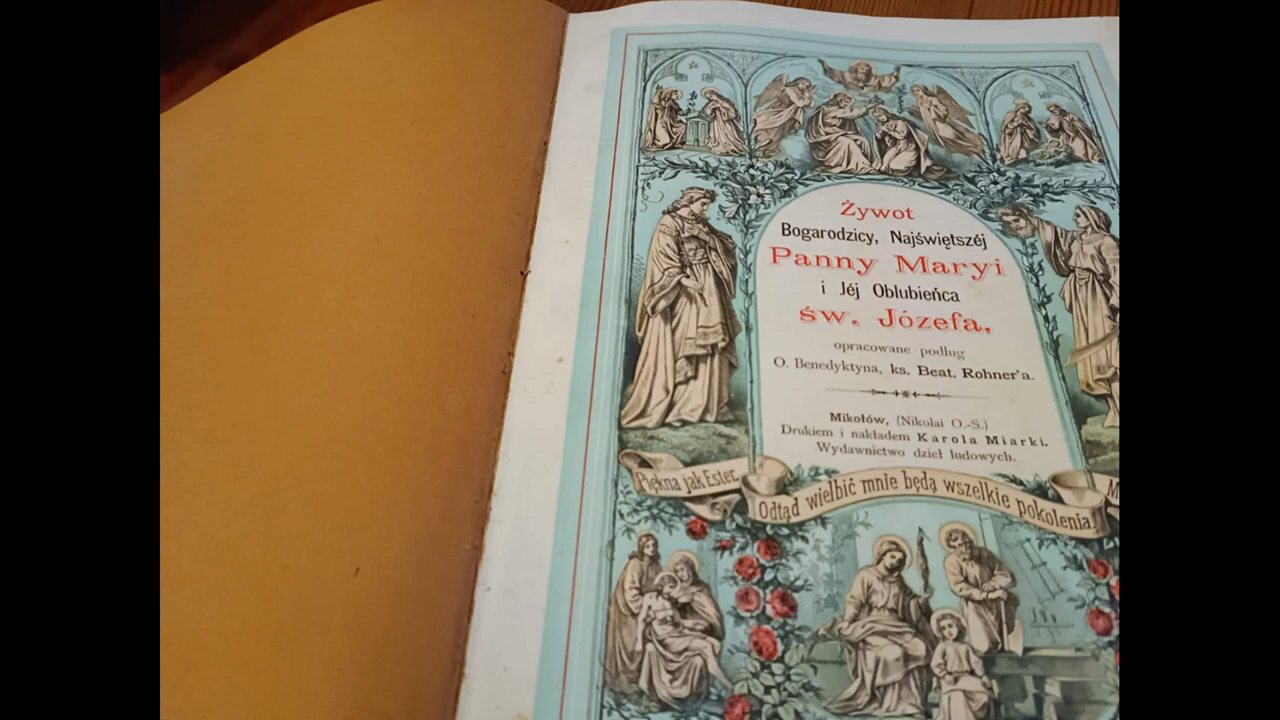 Żywot
Bogarodzicy, Najświętszéj
Panny Maryi
i Jéj Oblubieńca
św. Józefa,
opracowane podług
O. Benedyktyna, ks. Beat. Rohner'a.
Mikołów, (Nikolai O.-S.)
Drukiem i nakładem Karola Miarki.
Wydawnictwo dzieł ludowych.
Piękna jak Ester.
Odtąd wielbić mnie będą wszelkie pokolenia.